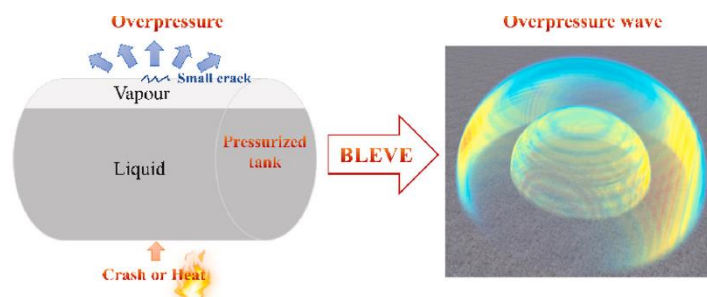 Overpressure
Small crack
Vapour
Liquid
Pressurized
tank
Crash or Heat
BLEVE
Overpressure wave